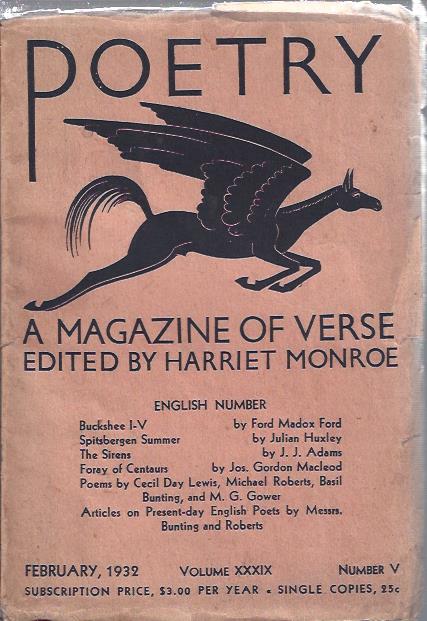 POETRY
A MAGAZINE OF VERSE
EDITED BY HARRIET MONROE
ENGLISH NUMBER
Buckshee I-V by Ford Madox Ford
Spitsbergen Summer by Julian Huxley
The Sirens by J. J. Adams
Foray of Centaurs by Jos. Gordon Macleod
Poems by Cecil Day Lewis, Michael Roberts, Basil
Bunting, and M. G. Gower
Articles on Present-day English Poets by Messrs.
Bunting and Roberts
FEBRUARY, 1932 VOLUME XXXIX NUMBER V
SUBSCRIPTION PRICE, $3.00 PER YEAR • SINGLE COPIES, 25c